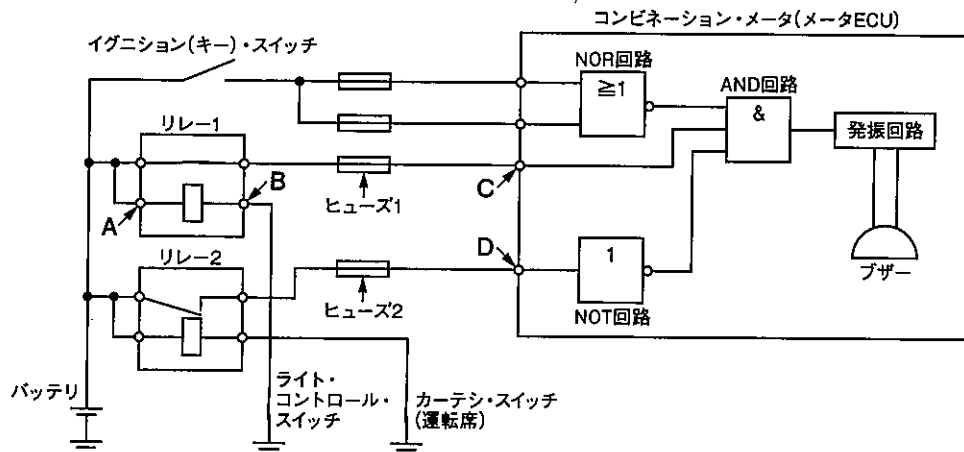 コンビネーション・メータ(メータECU)
イグニション(キー)・スイッチ
NOR回路
≧1
AND回路
&
発振回路
リレー1
A
B
ヒューズ1
C
ブザー
リレー2
D
1
NOT回路
ヒューズ2
バッテリ
ライト・
コントロール・
スイッチ
カーテシ・スイッチ
(運転席)